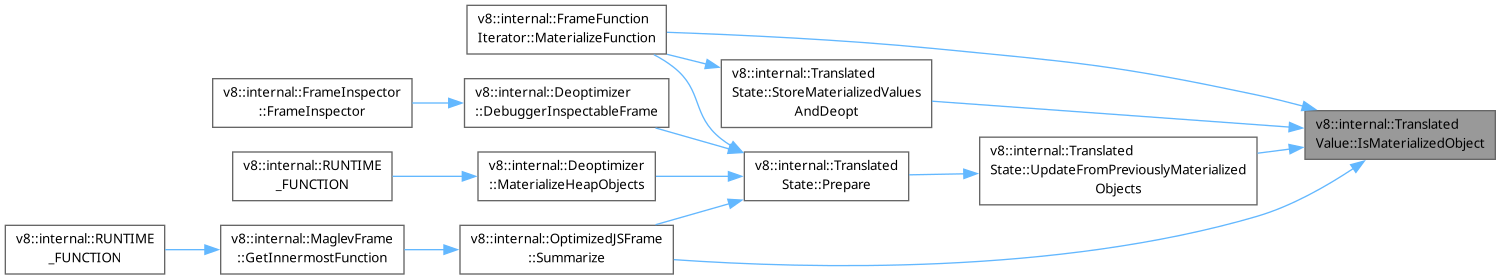 v8::internal::FrameFunction
Iterator::MaterializeFunction
v8::internal::Translated
State::StoreMaterializedValues
AndDeopt
v8::internal::FrameInspector
::FrameInspector
v8::internal::Deoptimizer
::DebuggerInspectableFrame
v8::internal::Translated
Value::IsMaterializedObject
v8::internal::RUNTIME
_FUNCTION
v8::internal::Deoptimizer
::MaterializeHeapObjects
v8::internal::Translated
State::Prepare
v8::internal::Translated
State::UpdateFromPreviouslyMaterialized
Objects
v8::internal::RUNTIME
_FUNCTION
v8::internal::MaglevFrame
::GetInnermostFunction
v8::internal::OptimizedJSFrame
::Summarize